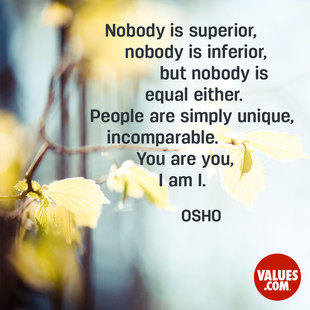 Nobody is superior,
nobody is inferior,
but nobody is
equal either.
People are simply unique,
incomparable.
You are you,
I am I.
OSHO
VALUES
.COM